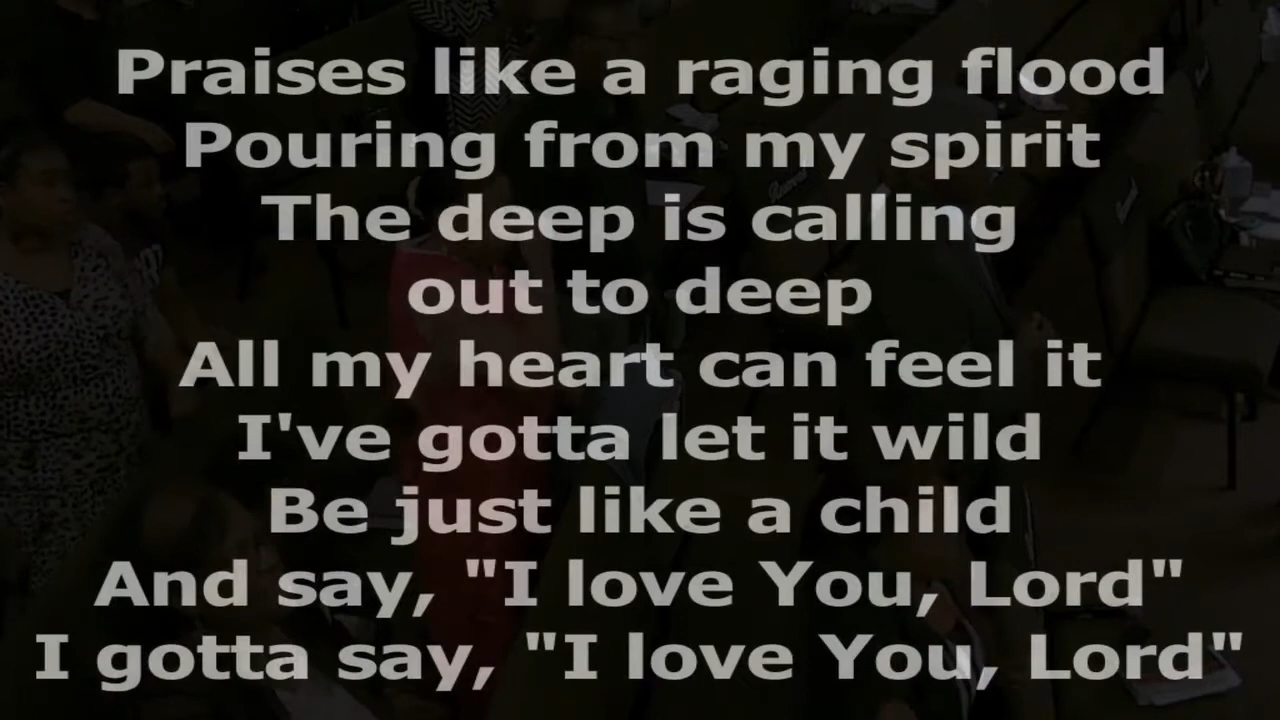 Praises like a raging flood
Pouring from my spirit
The deep is calling
out to deep
All my heart can feel it
I've gotta let it wild
Be just like a child
And say, "I love You, Lord"
I gotta say, "I love You, Lord"